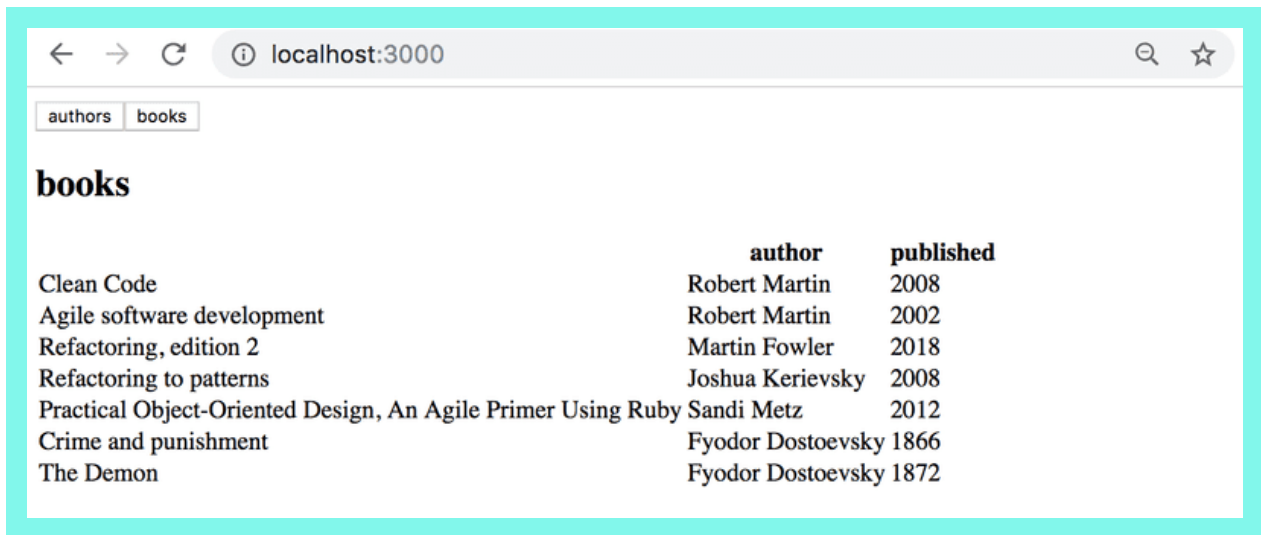 localhost:3000
authors books
books
author published
Clean Code Robert Martin 2008
Agile software development Robert Martin 2002
Refactoring, edition 2 Martin Fowler 2018
Refactoring to patterns Joshua Kerievsky 2008
Practical Object-Oriented Design, An Agile Primer Using Ruby Sandi Metz 2012
Crime and punishment Fyodor Dostoevsky 1866
The Demon Fyodor Dostoevsky 1872